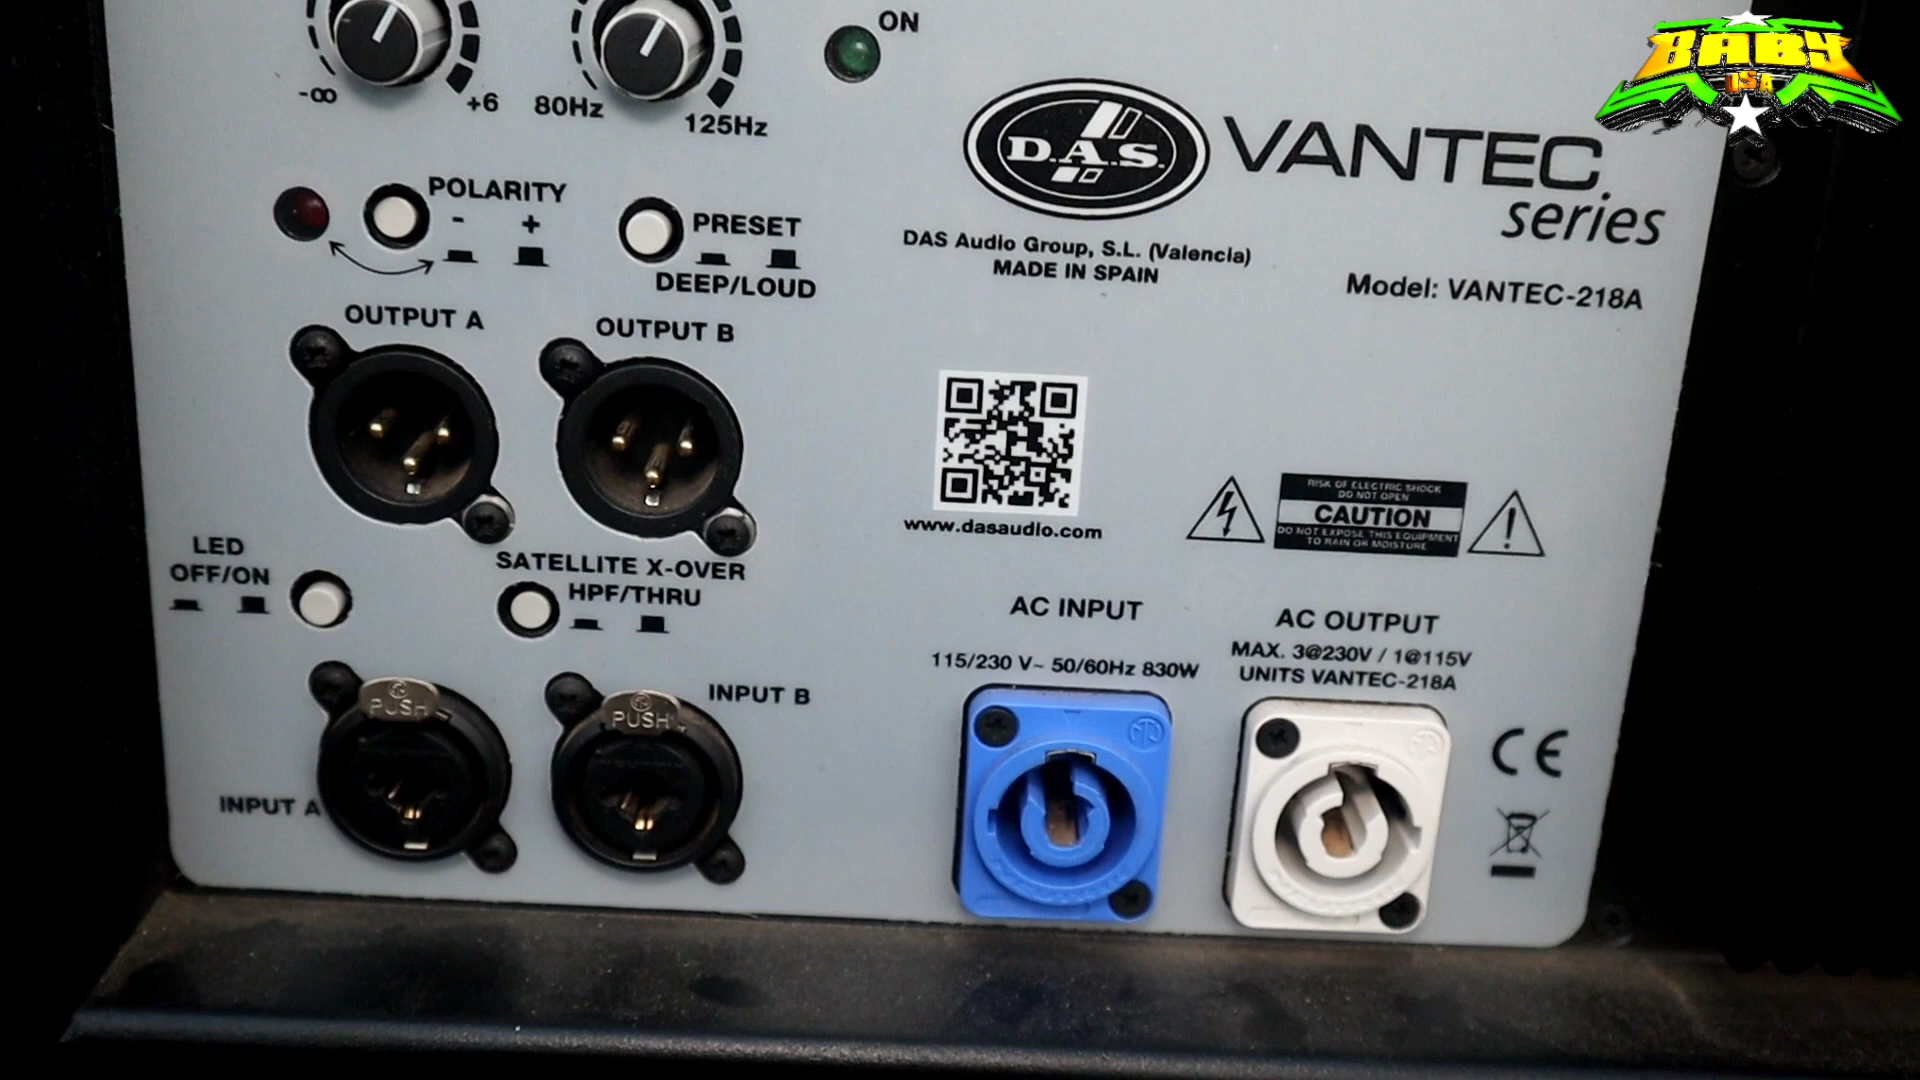 BABY
USA
ON
-∞
+6
80Hz
125Hz
D.A.S.
VANTEC
series
DAS Audio Group, S.L. (Valencia)
MADE IN SPAIN
Model: VANTEC-218A
POLARITY
- +
PRESET
DEEP/LOUD
OUTPUT A
OUTPUT B
www.dasaudio.com
RISK OF ELECTRIC SHOCK
DO NOT OPEN
CAUTION
DO NOT EXPOSE THIS EQUIPMENT
TO RAIN OR MOISTURE
LED
OFF/ON
SATELLITE X-OVER
HPF/THRU
AC INPUT
115/230 V~ 50/60Hz 830W
AC OUTPUT
MAX. 3@230V / 1@115V
UNITS VANTEC-218A
PUSH
PUSH
INPUT B
INPUT A
CE